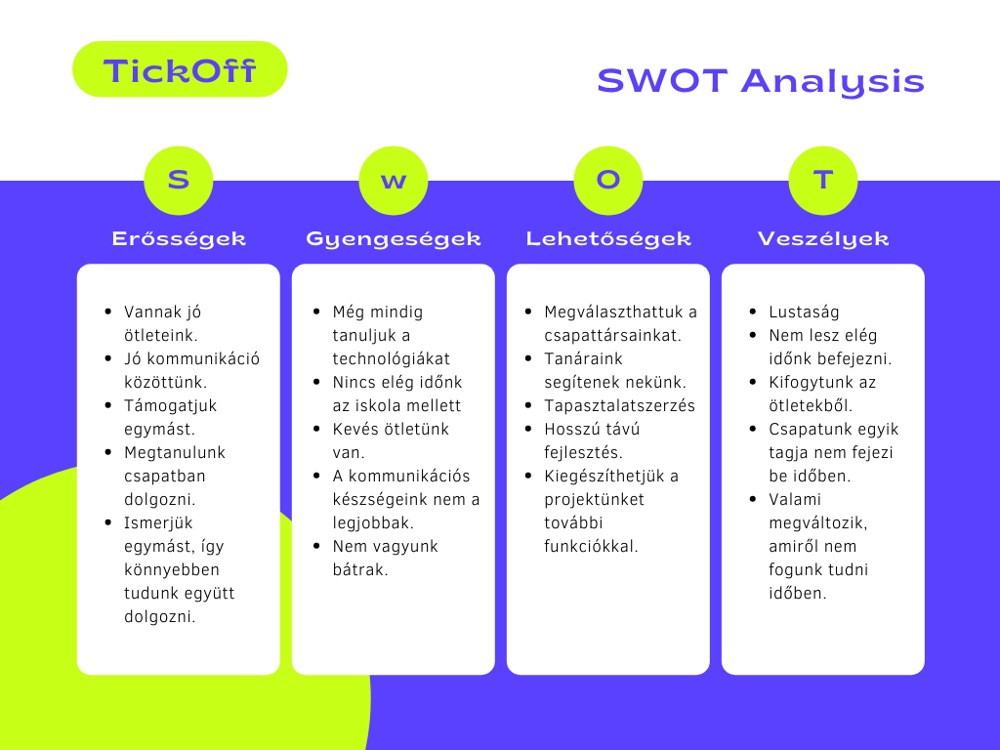 TickOff
SWOT Analysis
S
w
O
T
Erősségek
Gyengeségek
Lehetőségek
Veszélyek
• Vannak jó
ötleteink.
• Jó kommunikáció
közöttünk.
• Támogatjuk
egymást.
• Megtanulunk
csapatban
dolgozni.
• Ismerjük
egymást, így
könnyebben
tudunk együtt
dolgozni.
• Még mindig
tanuljuk a
technológiákat
• Nincs elég időnk
az iskola mellett
• Kevés ötletünk
van.
• A kommunikációs
készségeink nem a
legjobbak.
• Nem vagyunk
bátrak.
• Megválaszthattuk a
csapattársainkat.
• Tanáraink
segítenek nekünk.
• Tapasztalatszerzés
• Hosszú távú
fejlesztés.
• Kiegészíthetjük a
projektünket
további
funkciókkal.
• Lustaság
• Nem lesz elég
időnk befejezni.
• Kifogytunk az
ötletekből.
• Csapatunk egyik
tagja nem fejezi
be időben.
• Valami
megváltozik,
amiről nem
fogunk tudni
időben.